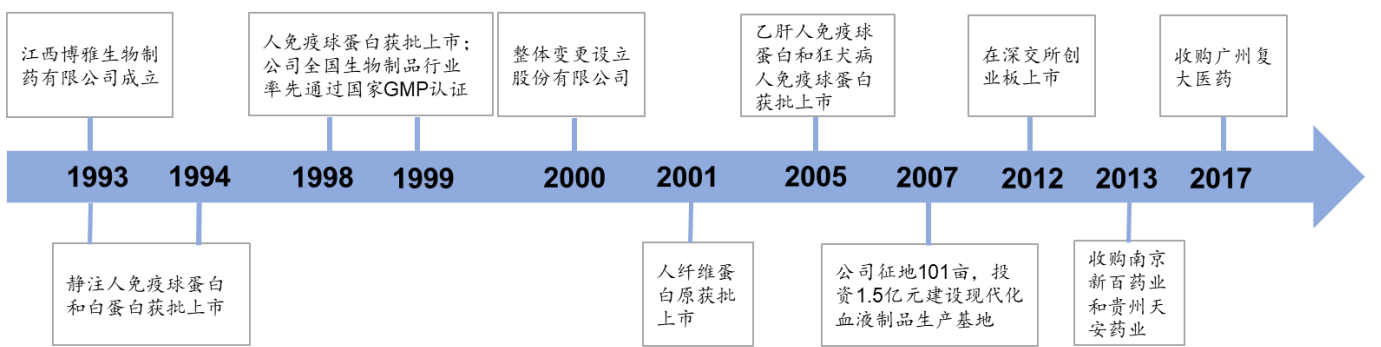 江西博雅生物制
药有限公司成立
人免疫球蛋白获批上市；
公司全国生物制品行业
率先通过国家GMP认证
整体变更设立
股份有限公司
乙肝人免疫球
蛋白和狂犬病
人免疫球蛋白
获批上市
在深交所创
业板上市
收购广州复
大医药
1993
1994
1998
1999
2000
2001
2005
2007
2012
2013
2017
静注人免疫球蛋白
和白蛋白获批上市
人纤维蛋
白原获批
上市
公司征地101亩，投
资1.5亿元建设现代化
血液制品生产基地
收购南京
新百药业
和贵州天
安药业